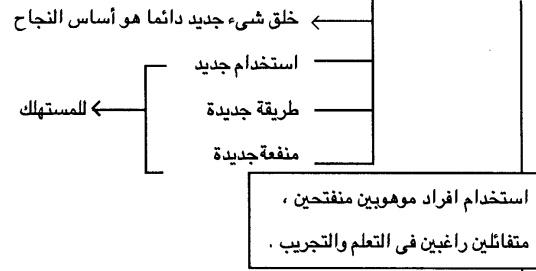 خلق شىء جديد دائما هو أساس النجاح
استخدام جديد
طريقة جديدة
للمستهلك
منفعة جديدة
استخدام افراد موهوبين منفتحين ،
متفائلين راغبين فى التعلم والتجريب .